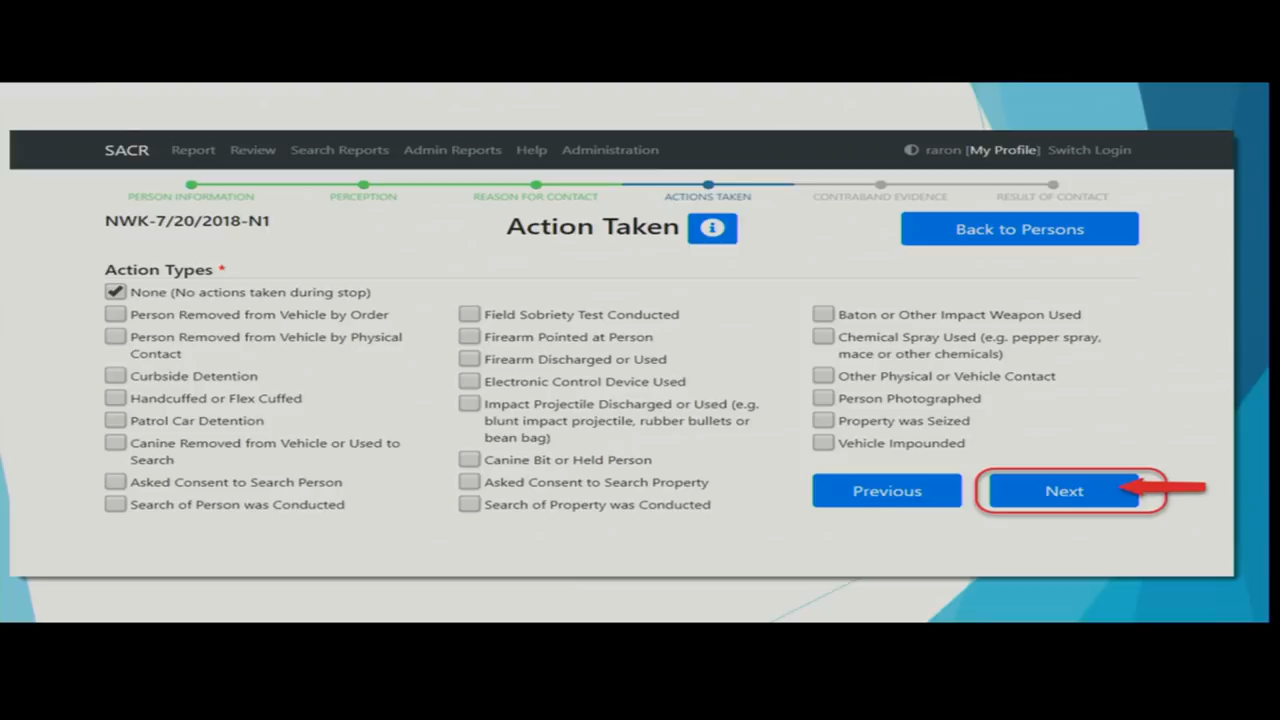 SACR Report Review Search Reports Admin Reports Help Administration raron [My Profile] Switch Login
PERSON INFORMATION PERCEPTION REASON FOR CONTACT ACTIONS TAKEN CONTRABAND EVIDENCE RESULT OF CONTACT
NWK-7/20/2018-N1
Action Taken
Back to Persons
Action Types *
None (No actions taken during stop)
Person Removed from Vehicle by Order
Person Removed from Vehicle by Physical
Contact
Curbside Detention
Handcuffed or Flex Cuffed
Patrol Car Detention
Canine Removed from Vehicle or Used to
Search
Asked Consent to Search Person
Search of Person was Conducted
Field Sobriety Test Conducted
Firearm Pointed at Person
Firearm Discharged or Used
Electronic Control Device Used
Impact Projectile Discharged or Used (e.g.
blunt impact projectile, rubber bullets or
bean bag)
Canine Bit or Held Person
Asked Consent to Search Property
Search of Property was Conducted
Baton or Other Impact Weapon Used
Chemical Spray Used (e.g. pepper spray,
mace or other chemicals)
Other Physical or Vehicle Contact
Person Photographed
Property was Seized
Vehicle Impounded
Previous
Next